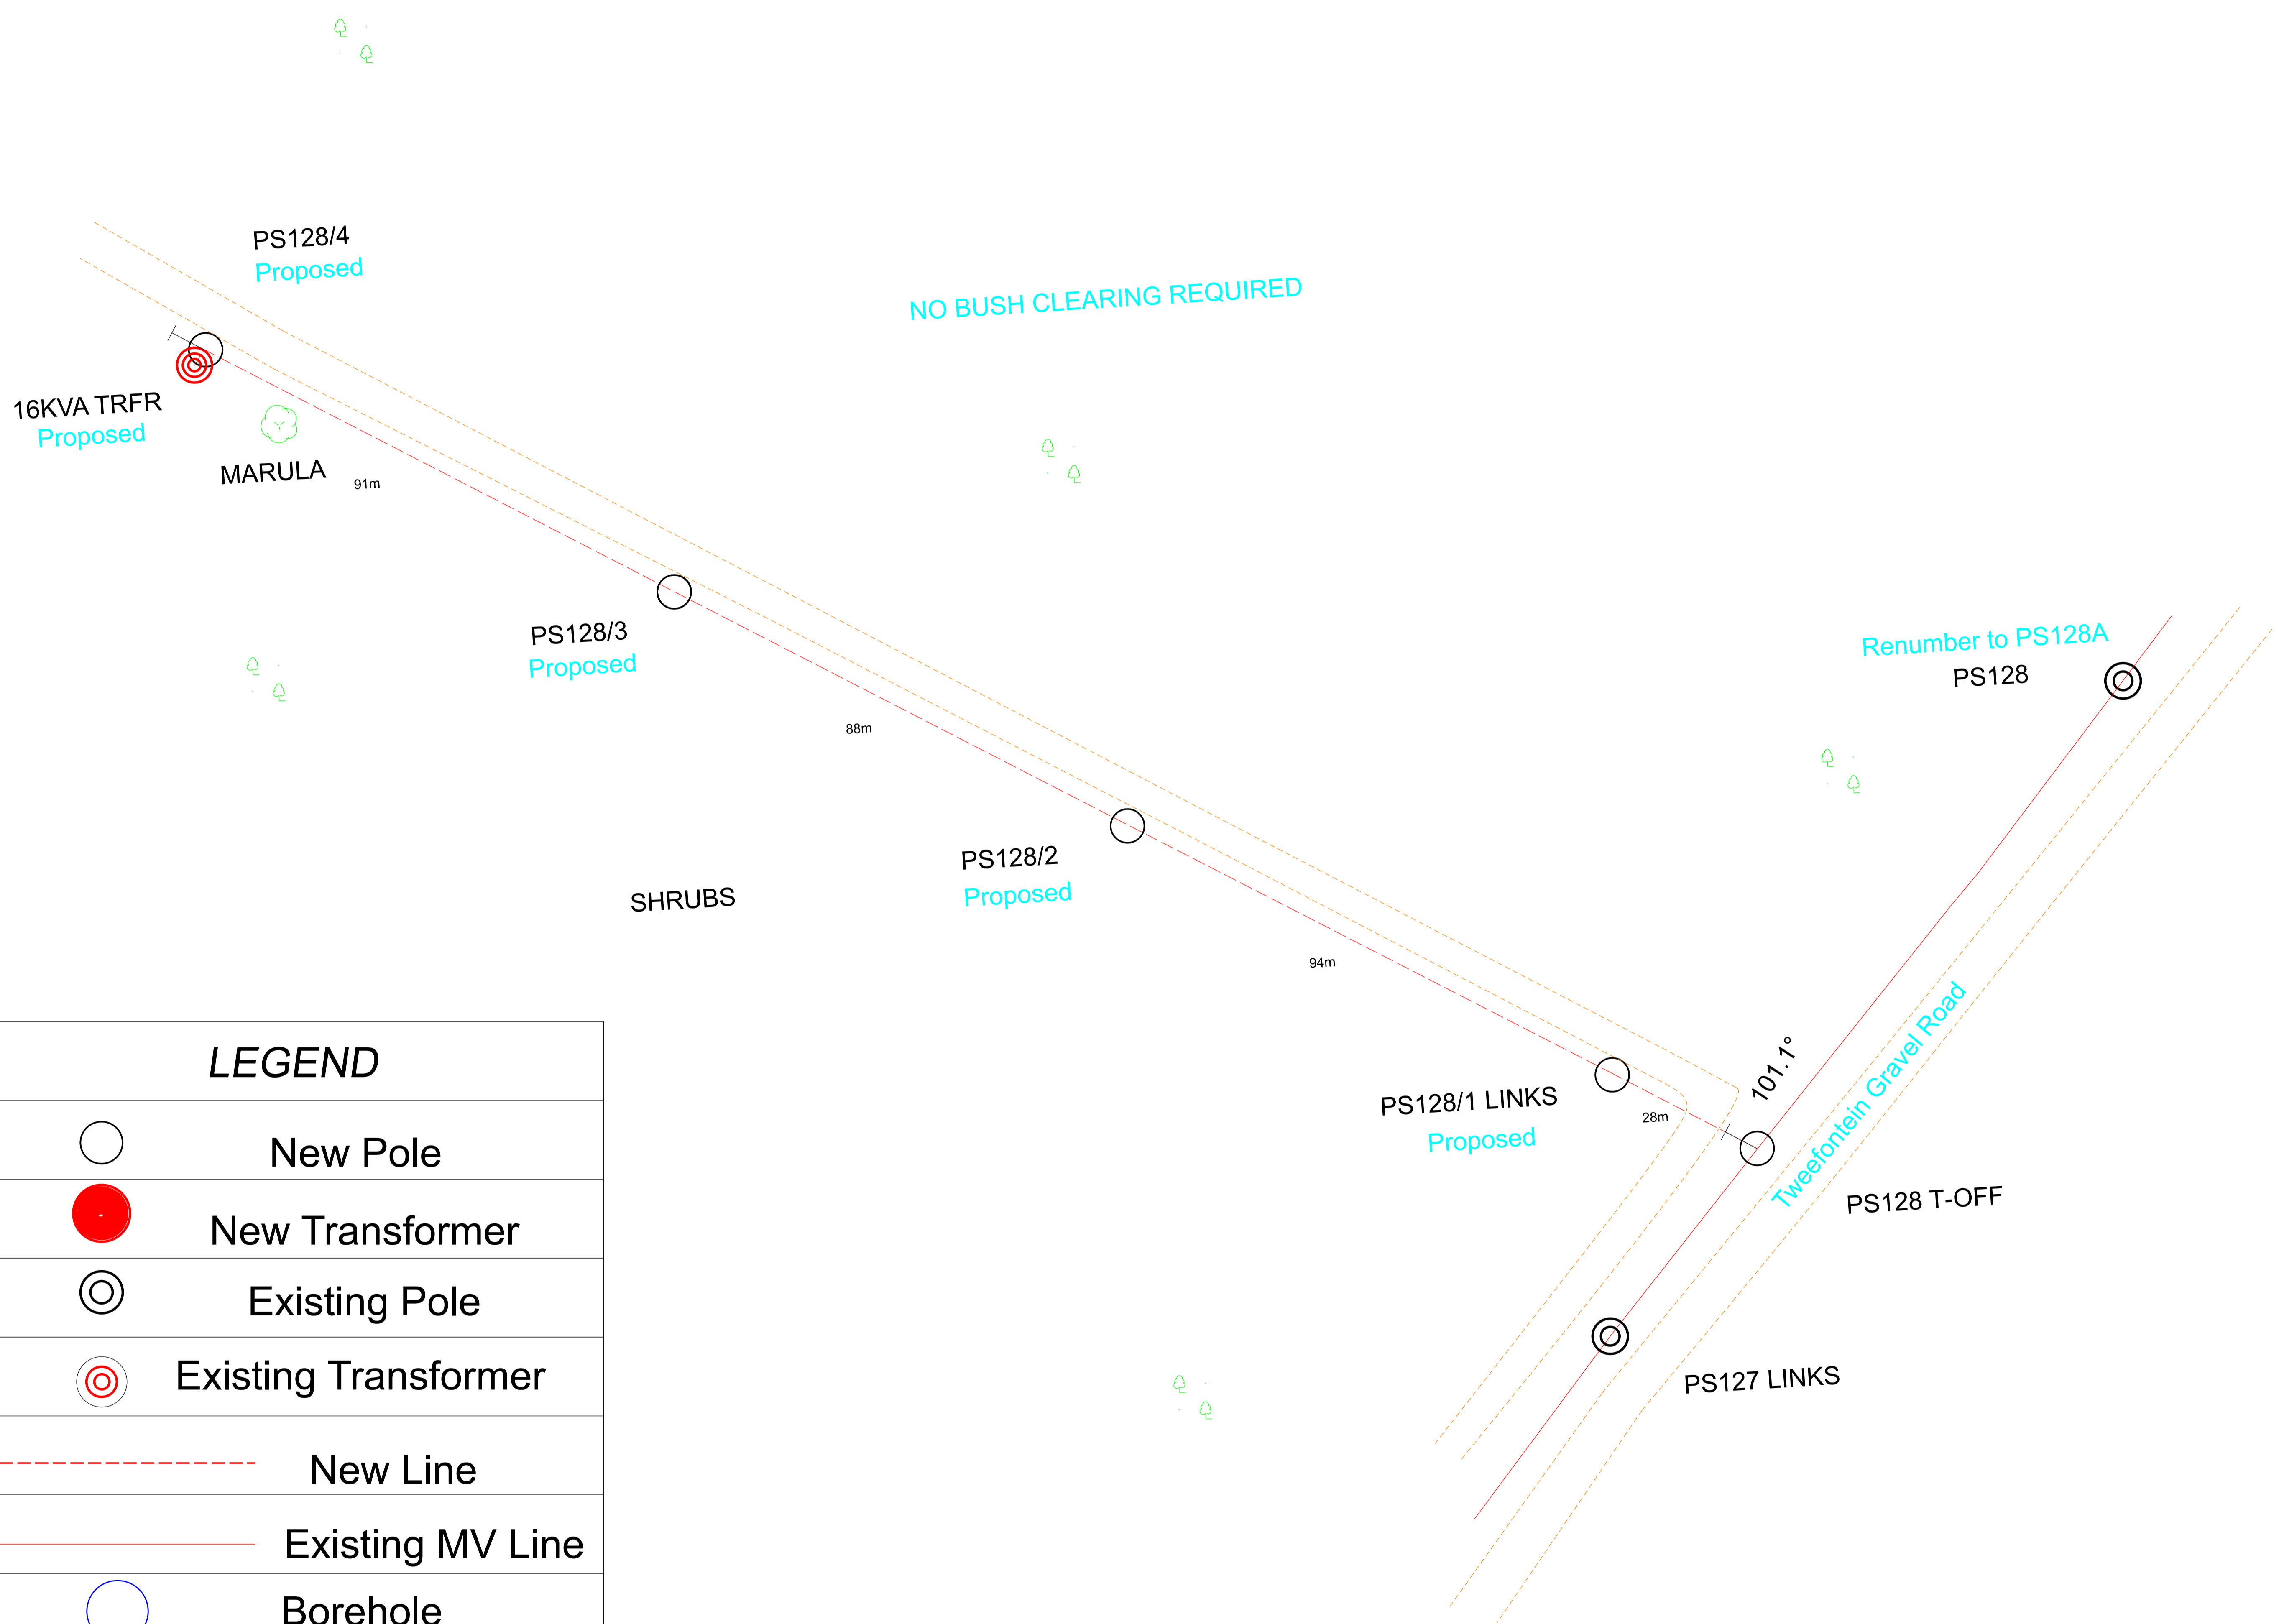 PS128/4
Proposed
NO BUSH CLEARING REQUIRED
16KVA TRFR
Proposed
MARULA
91m
PS128/3
Proposed
Renumber to PS128A
PS128
88m
PS128/2
Proposed
SHRUBS
94m
101.1°
Tweefontein Gravel Road
PS128/1 LINKS
Proposed
28m
PS128 T-OFF
PS127 LINKS
LEGEND
New Pole
New Transformer
Existing Pole
Existing Transformer
New Line
Existing MV Line
Borehole